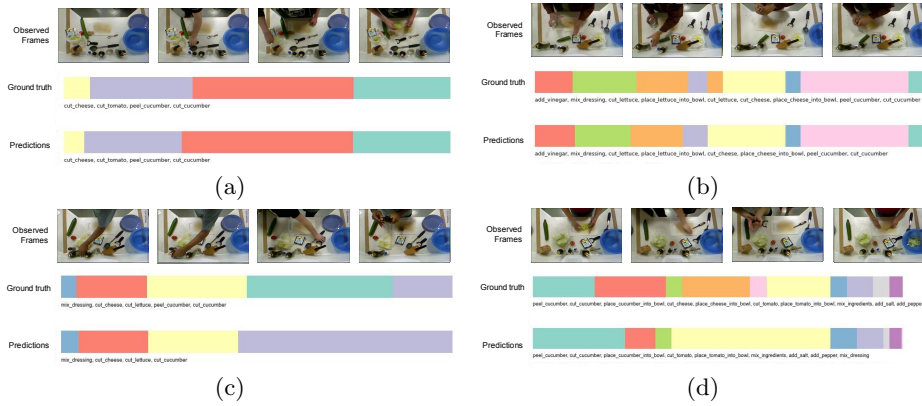 Observed
Frames
Ground truth
cut_cheese, cut_tomato, peel_cucumber, cut_cucumber
Predictions
cut_cheese, cut_tomato, peel_cucumber, cut_cucumber
(a)
Observed
Frames
Ground truth
add_vinegar, mix_dressing, cut_lettuce, place_lettuce_into_bowl, cut_lettuce, cut_cheese, place_cheese_into_bowl, peel_cucumber, cut_cucumber
Predictions
add_vinegar, mix_dressing, cut_lettuce, place_lettuce_into_bowl, cut_cheese, place_cheese_into_bowl, peel_cucumber, cut_cucumber
(b)
Observed
Frames
Ground truth
mix_dressing, cut_cheese, cut_lettuce, peel_cucumber, cut_cucumber
Predictions
mix_dressing, cut_cheese, cut_lettuce, cut_cucumber
(c)
Observed
Frames
Ground truth
peel_cucumber, cut_cucumber, place_cucumber_into_bowl, cut_cheese, place_cheese_into_bowl, cut_tomato, place_tomato_into_bowl, mix_ingredients, add_salt, add_pepper
Predictions
peel_cucumber, cut_cucumber, place_cucumber_into_bowl, cut_tomato, place_tomato_into_bowl, mix_ingredients, add_salt, add_pepper, mix_dressing
(d)